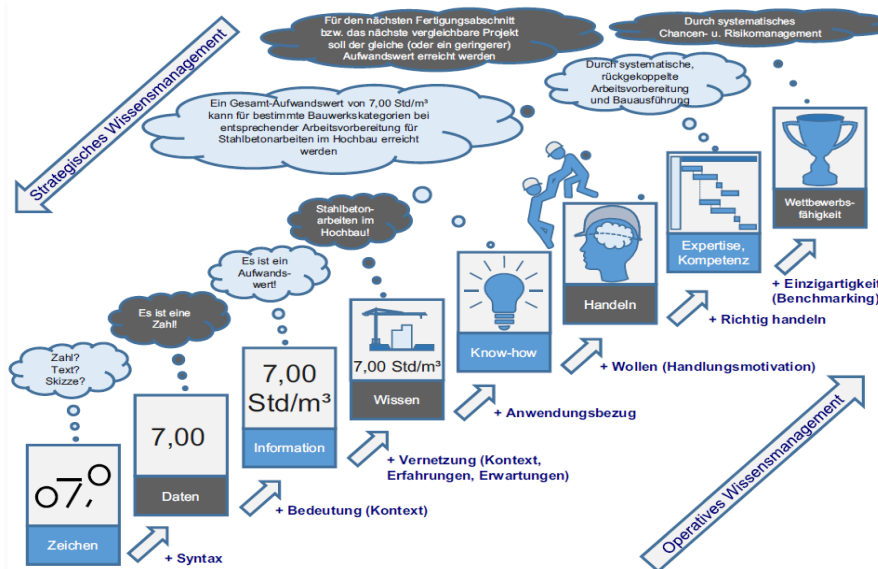 Für den nächsten Fertigungsabschnitt
bzw. das nächste vergleichbare Projekt
soll der gleiche (oder ein geringerer)
Aufwandswert erreicht werden
Durch systematisches
Chancen- u. Risikomanagement
Strategisches Wissensmanagement
Ein Gesamt-Aufwandswert von 7,00 Std/m³
kann für bestimmte Bauwerkskategorien bei
entsprechender Arbeitsvorbereitung für
Stahlbetonarbeiten im Hochbau erreicht
werden
Durch systematische,
rückgekoppelte
Arbeitsvorbereitung
und Bauausführung
Stahlbeton-
arbeiten im
Hochbau!
Es ist ein
Aufwands-
wert!
Es ist eine
Zahl!
Zahl?
Text?
Skizze?
Wettbewerbs-
fähigkeit
Expertise,
Kompetenz
Handeln
Know-how
7,00 Std/m³
Wissen
7,00
Std/m³
Information
7,00
Daten
Zeichen
+ Einzigartigkeit
(Benchmarking)
+ Richtig handeln
+ Wollen (Handlungsmotivation)
+ Anwendungsbezug
+ Vernetzung (Kontext,
Erfahrungen, Erwartungen)
+ Bedeutung (Kontext)
+ Syntax
Operatives Wissensmanagement